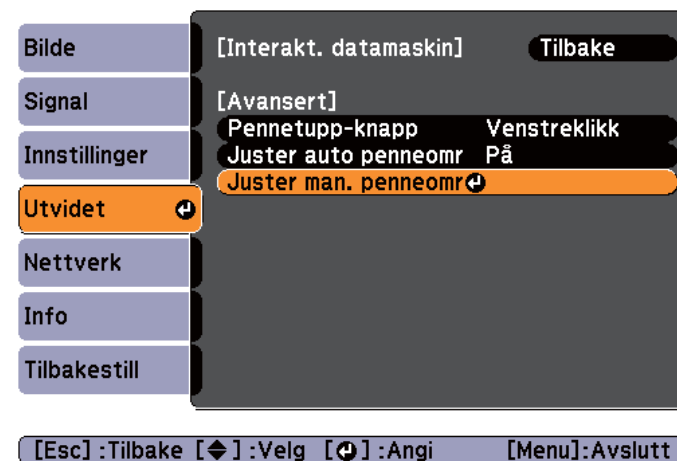 Bilde
Signal
Innstillinger
Utvidet
Nettverk
Info
Tilbakestill
[Interakt. datamaskin] Tilbake
[Avansert]
Pennetupp-knapp Venstreklikk
Juster auto penneomr På
Juster man. penneomr
[Esc] :Tilbake [ ] :Velg [ ] :Angi [Menu]:Avslutt